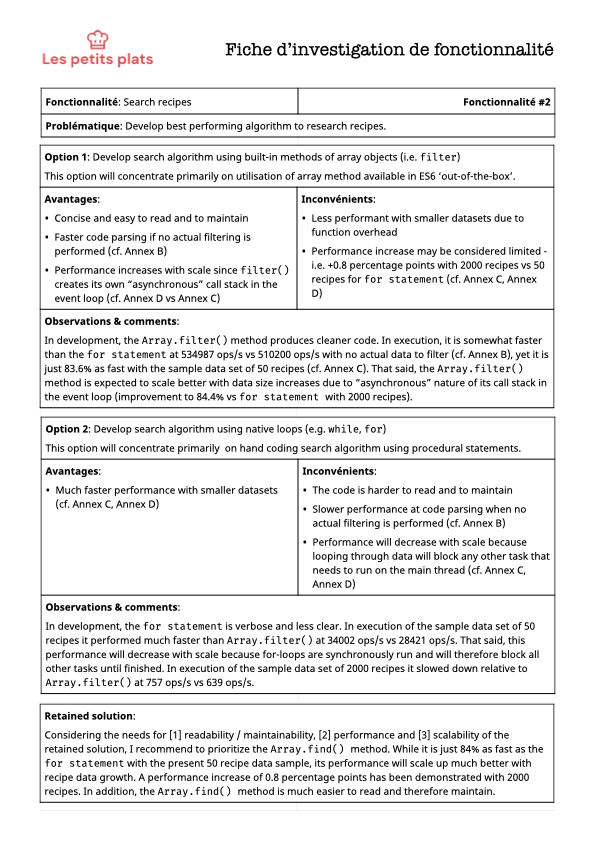 Les petits plats
Fiche d'investigation de fonctionnalité
Fonctionnalité: Search recipes
Fonctionnalité #2
Problématique: Develop best performing algorithm to research recipes.
Option 1: Develop search algorithm using built-in methods of array objects (i.e. filter)
This option will concentrate primarily on utilisation of array method available in ES6 ‘out-of-the-box’.
Avantages:
• Concise and easy to read and to maintain
• Faster code parsing if no actual filtering is
performed (cf. Annex B)
• Performance increases with scale since filter()
creates its own “asynchronous” call stack in the
event loop (cf. Annex D vs Annex C)
Inconvénients:
• Less performant with smaller datasets due to
function overhead
• Performance increase may be considered limited -
i.e. +0.8 percentage points with 2000 recipes vs 50
recipes for for statement (cf. Annex C, Annex
D)
Observations & comments:
In development, the Array.filter() method produces cleaner code. In execution, it is somewhat faster
than the for statement at 534987 ops/s vs 510200 ops/s with no actual data to filter (cf. Annex B), yet it is
just 83.6% as fast with the sample data set of 50 recipes (cf. Annex C). That said, the Array.filter()
method is expected to scale better with data size increases due to “asynchronous” nature of its call stack in
the event loop (improvement to 84.4% vs for statement with 2000 recipes).
Option 2: Develop search algorithm using native loops (e.g. while, for)
This option will concentrate primarily on hand coding search algorithm using procedural statements.
Avantages:
• Much faster performance with smaller datasets
(cf. Annex C, Annex D)
Inconvénients:
• The code is harder to read and to maintain
• Slower performance at code parsing when no
actual filtering is performed (cf. Annex B)
• Performance will decrease with scale because
looping through data will block any other task that
needs to run on the main thread (cf. Annex C,
Annex D)
Observations & comments:
In development, the for statement is verbose and less clear. In execution of the sample data set of 50
recipes it performed much faster than Array.filter() at 34002 ops/s vs 28421 ops/s. That said, this
performance will decrease with scale because for-loops are synchronously run and will therefore block all
other tasks until finished. In execution of the sample data set of 2000 recipes it slowed down relative to
Array.filter() at 757 ops/s vs 639 ops/s.
Retained solution:
Considering the needs for [1] readability / maintainability, [2] performance and [3] scalability of the
retained solution, I recommend to prioritize the Array.find() method. While it is just 84% as fast as the
for statement with the present 50 recipe data sample, its performance will scale up much better with
recipe data growth. A performance increase of 0.8 percentage points has been demonstrated with 2000
recipes. In addition, the Array.find() method is much easier to read and therefore maintain.